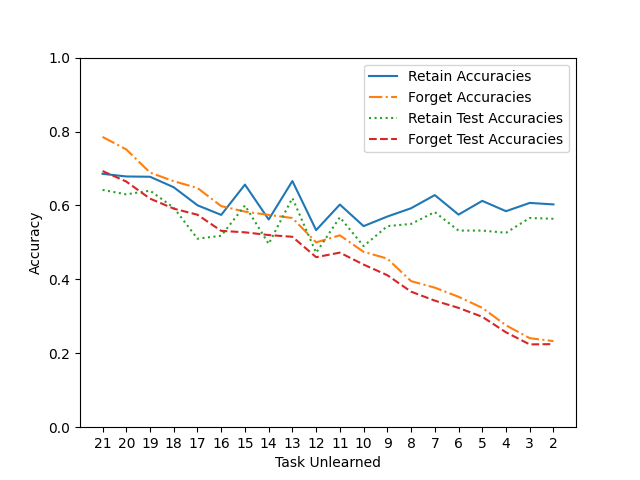 Retain Accuracies
Forget Accuracies
Retain Test Accuracies
Forget Test Accuracies
1.0
0.8
0.6
0.4
0.2
0.0
Accuracy
21 20 19 18 17 16 15 14 13 12 11 10 9 8 7 6 5 4 3 2
Task Unlearned